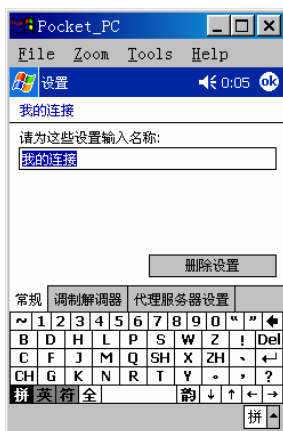 Pocket_PC
File Zoom Tools Help
设置 0:05 ok
我的连接
请为这些设置输入名称:
我的连接
删除设置
常规 调制解调器 代理服务器设置
~ 1 2 3 4 5 6 7 8 9 0 “ ” ←
B D H L P S W Z ! Del
C F J M Q SH X ZH 、 ↵
CH G K N R T Y 。 , ?
拼 英 符 全 韵 ↓ ↑ ← →
拼